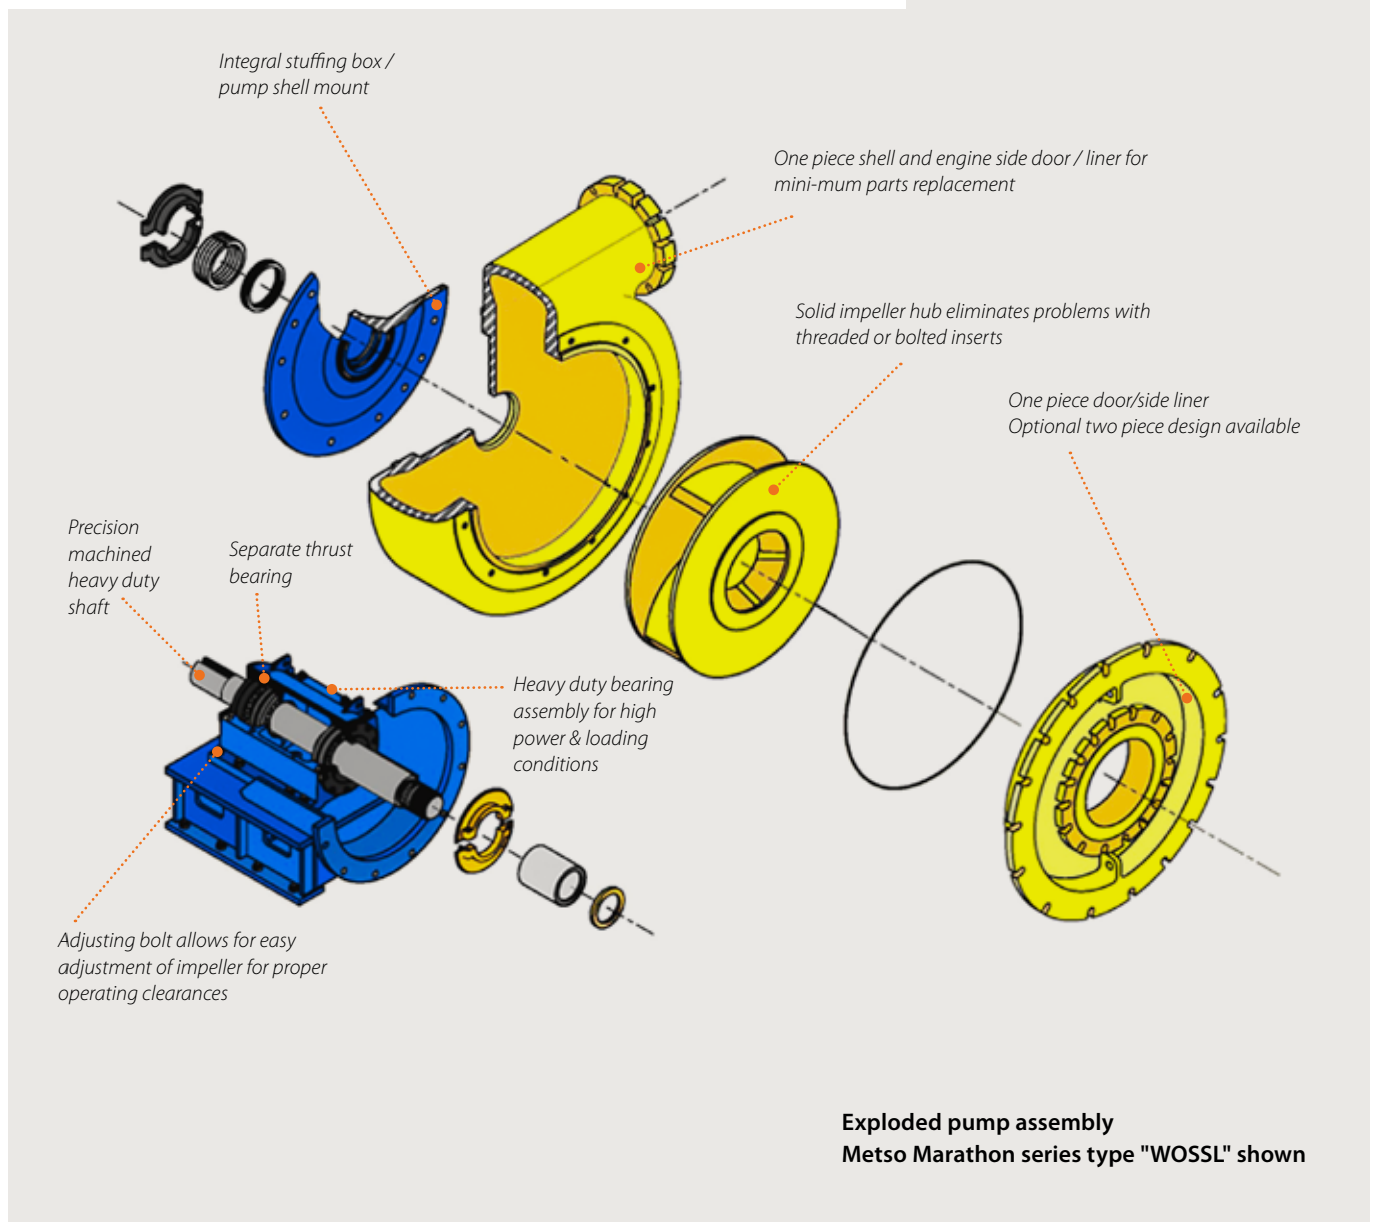 Integral stuffing box /
pump shell mount
One piece shell and engine side door / liner for
mini-mum parts replacement
Solid impeller hub eliminates problems with
threaded or bolted inserts
One piece door/side liner
Optional two piece design available
Precision
machined
heavy duty
shaft
Separate thrust
bearing
Heavy duty bearing
assembly for high
power & loading
conditions
Adjusting bolt allows for easy
adjustment of impeller for proper
operating clearances
Exploded pump assembly
Metso Marathon series type "WOSSL" shown